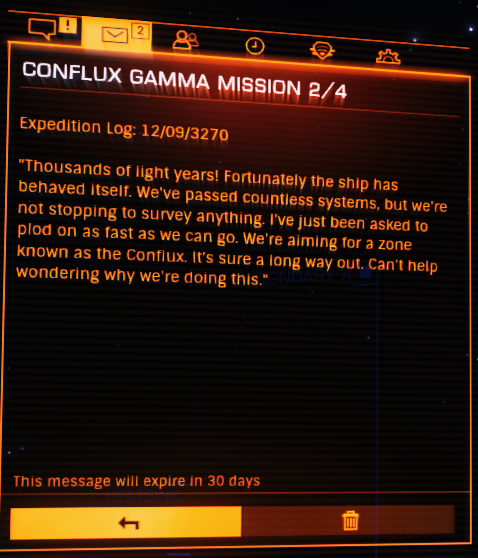 !
2
CONFLUX GAMMA MISSION 2/4
Expedition Log: 12/09/3270
"Thousands of light years! Fortunately the ship has
behaved itself. We've passed countless systems, but we're
not stopping to survey anything. I've just been asked to
plod on as fast as we can go. We're aiming for a zone
known as the Conflux. It's sure a long way out. Can't help
wondering why we're doing this."
This message will expire in 30 days